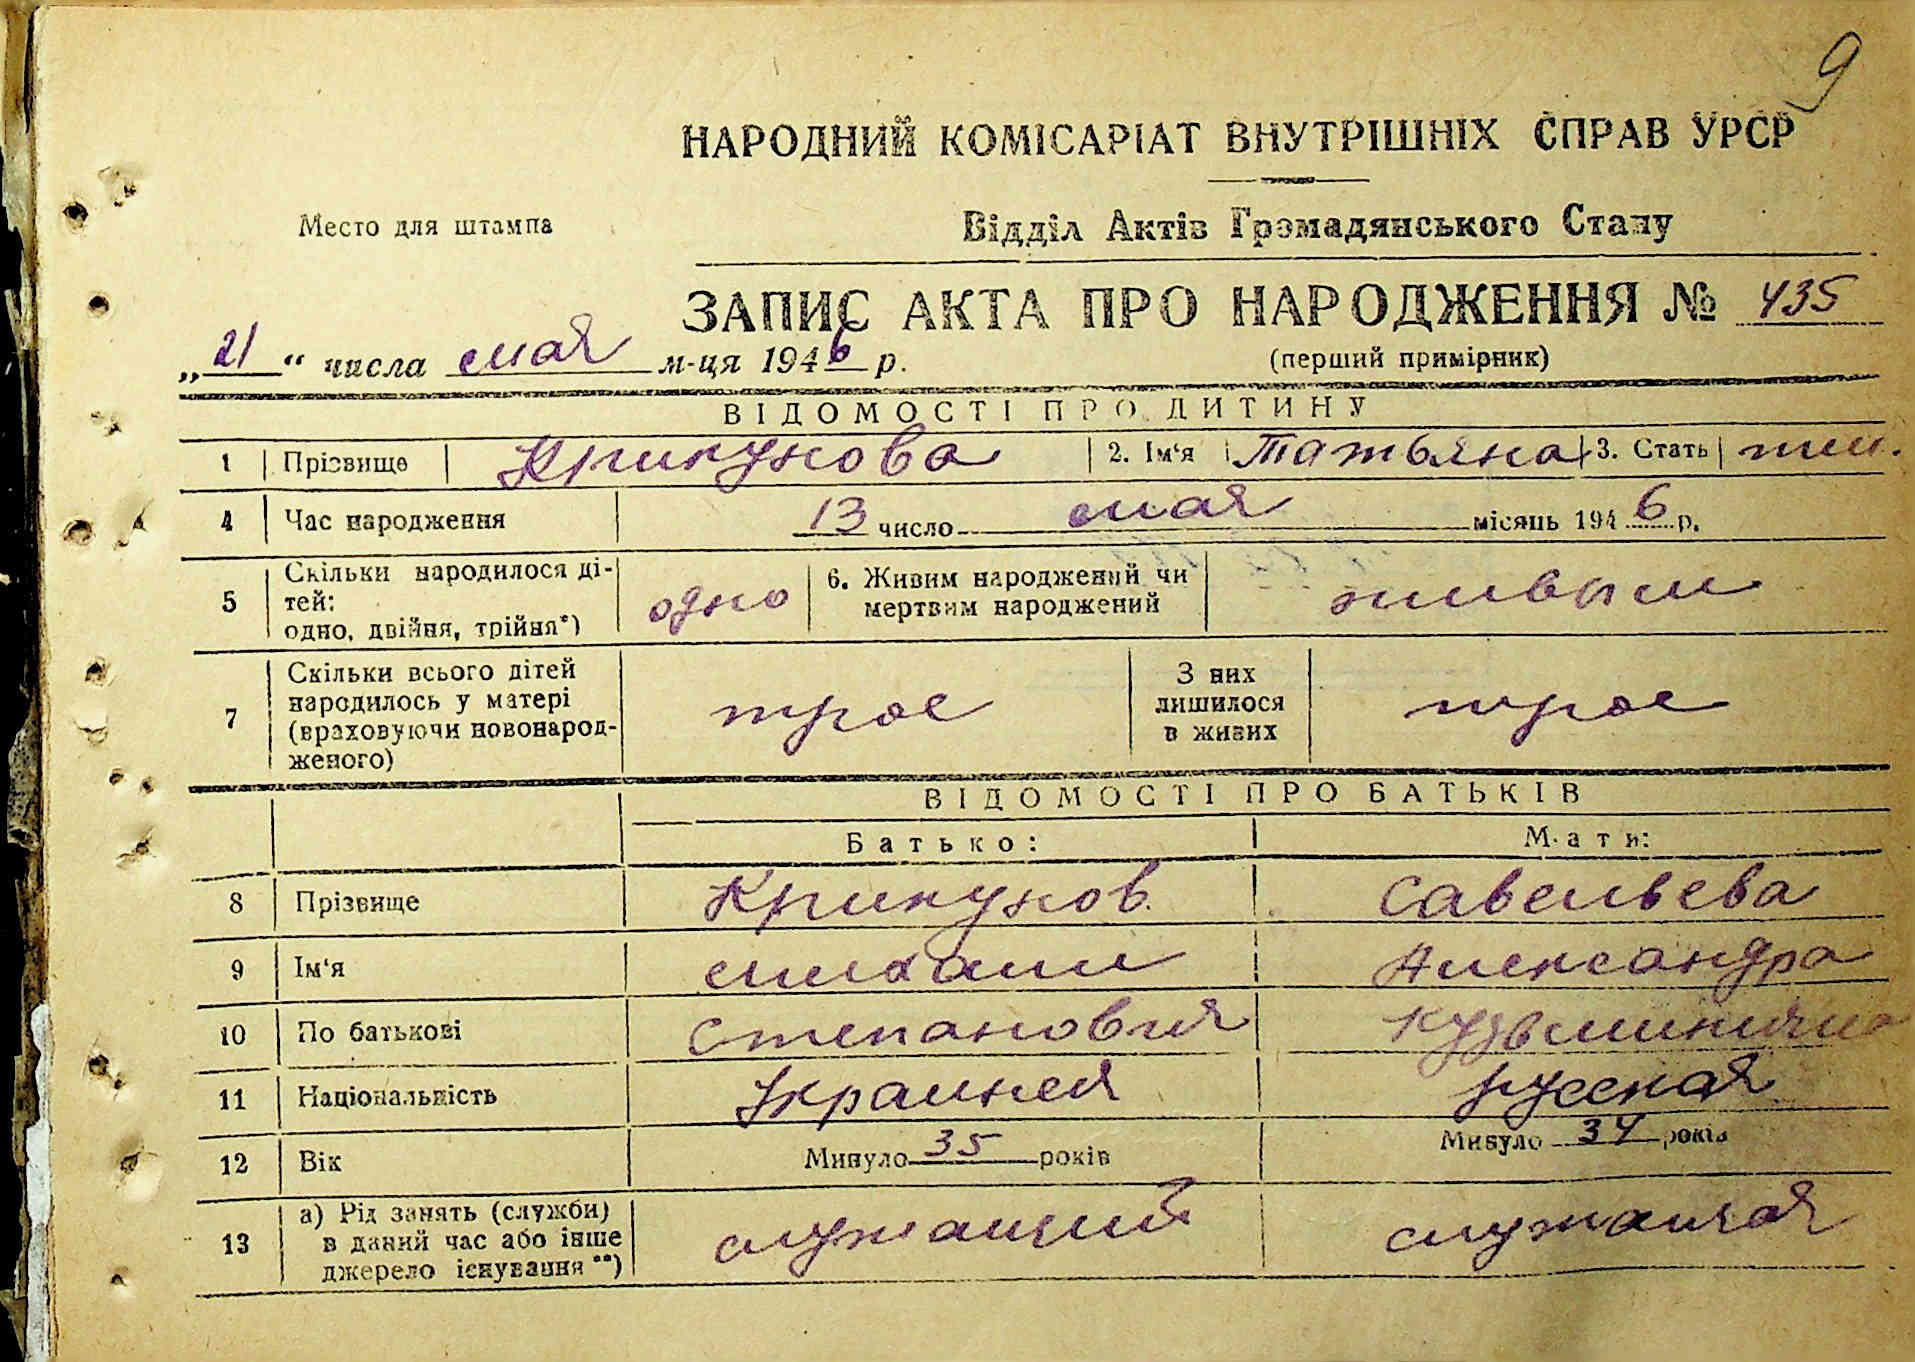 9
НАРОДНИЙ КОМІСАРІАТ ВНУТРІШНІХ СПРАВ УРСР
Место для штампа
Відділ Актів Громадянського Стану
ЗАПИС АКТА ПРО НАРОДЖЕННЯ № 435
„21“ числа мая м-ця 1946 р.
(перший примірник)
ВІДОМОСТІ ПРО ДИТИНУ
1 Прізвище Крикунова 2. Ім'я Татьяна 3. Стать жен.
4 Час народження 13 число мая місяць 1946 р.
5 Скільки народилося ді-
тей:
одно, двійня, трійня*) одно
6. Живим народжений чи
мертвим народжений живым
7 Скільки всього дітей
народилось у матері
(враховуючи новонарод-
женого) трое
З них
лишилося
в живих трое
ВІДОМОСТІ ПРО БАТЬКІВ
Батько: Мати:
8 Прізвище Крикунов. Савельева
9 Ім'я Михаил Александра
10 По батькові Степанович Кузьминична
11 Національність Украинец русская
12 Вік Минуло 35 років Минуло 34 років
13 а) Рід занять (служби)
в даний час або інше
джерело існування**) служащий служащая